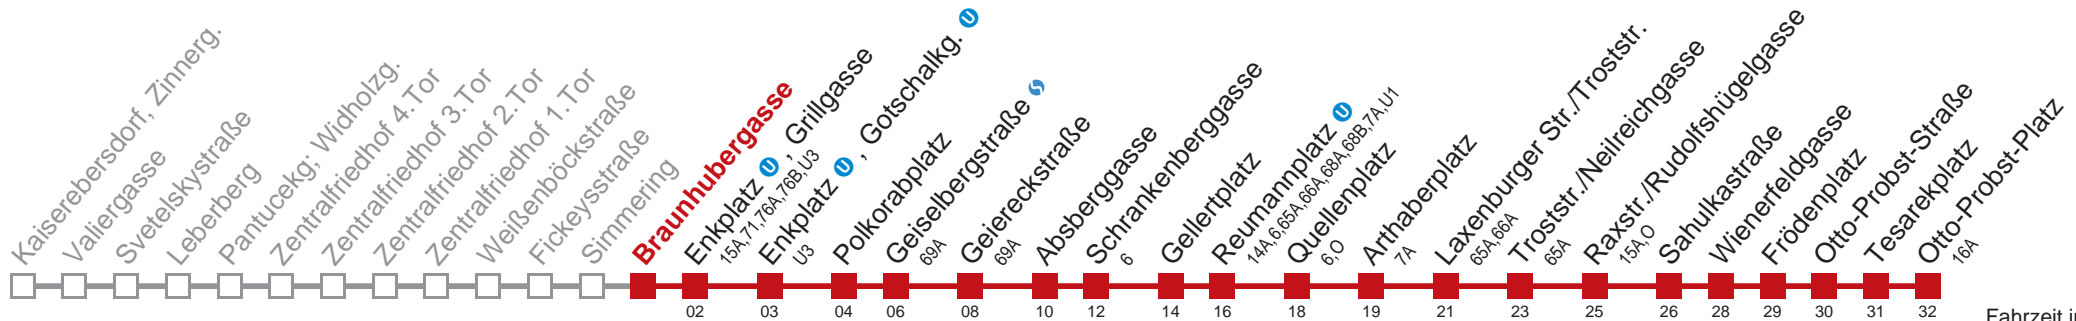 Kaiserebersdorf, Zinnerg.
Valiergasse
Svetelskystraße
Leberberg
Pantucekg; Widholzg.
Zentralfriedhof 4.Tor
Zentralfriedhof 3.Tor
Zentralfriedhof 2.Tor
Zentralfriedhof 1.Tor
Weißenböckstraße
Fickeysstraße
Simmering
Braunhubergasse
Enkplatz U , Grillgasse
15A,71,76A,76B,U3
Enkplatz U , Gotschalkg. U
U3
Polkorabplatz
Geiselbergstraße
69A
Geiereckstraße
69A
Absberggasse
Schrankenberggasse
6
Gellertplatz
Reumannplatz U
14A,6,65A,66A,68A,68B,7A,U1
Quellenplatz
6,O
Arthaberplatz
7A
Laxenburger Str./Troststr.
65A,66A
Troststr./Neilreichgasse
65A
Raxstr./Rudolfshügelgasse
15A,O
Sahulkastraße
Wienerfeldgasse
Frödenplatz
Otto-Probst-Straße
Tesarekplatz
Otto-Probst-Platz
16A
02 03 04 06 08 10 12 14 16 18 19 21 23 25 26 28 29 30 31 32
Fahrzeit